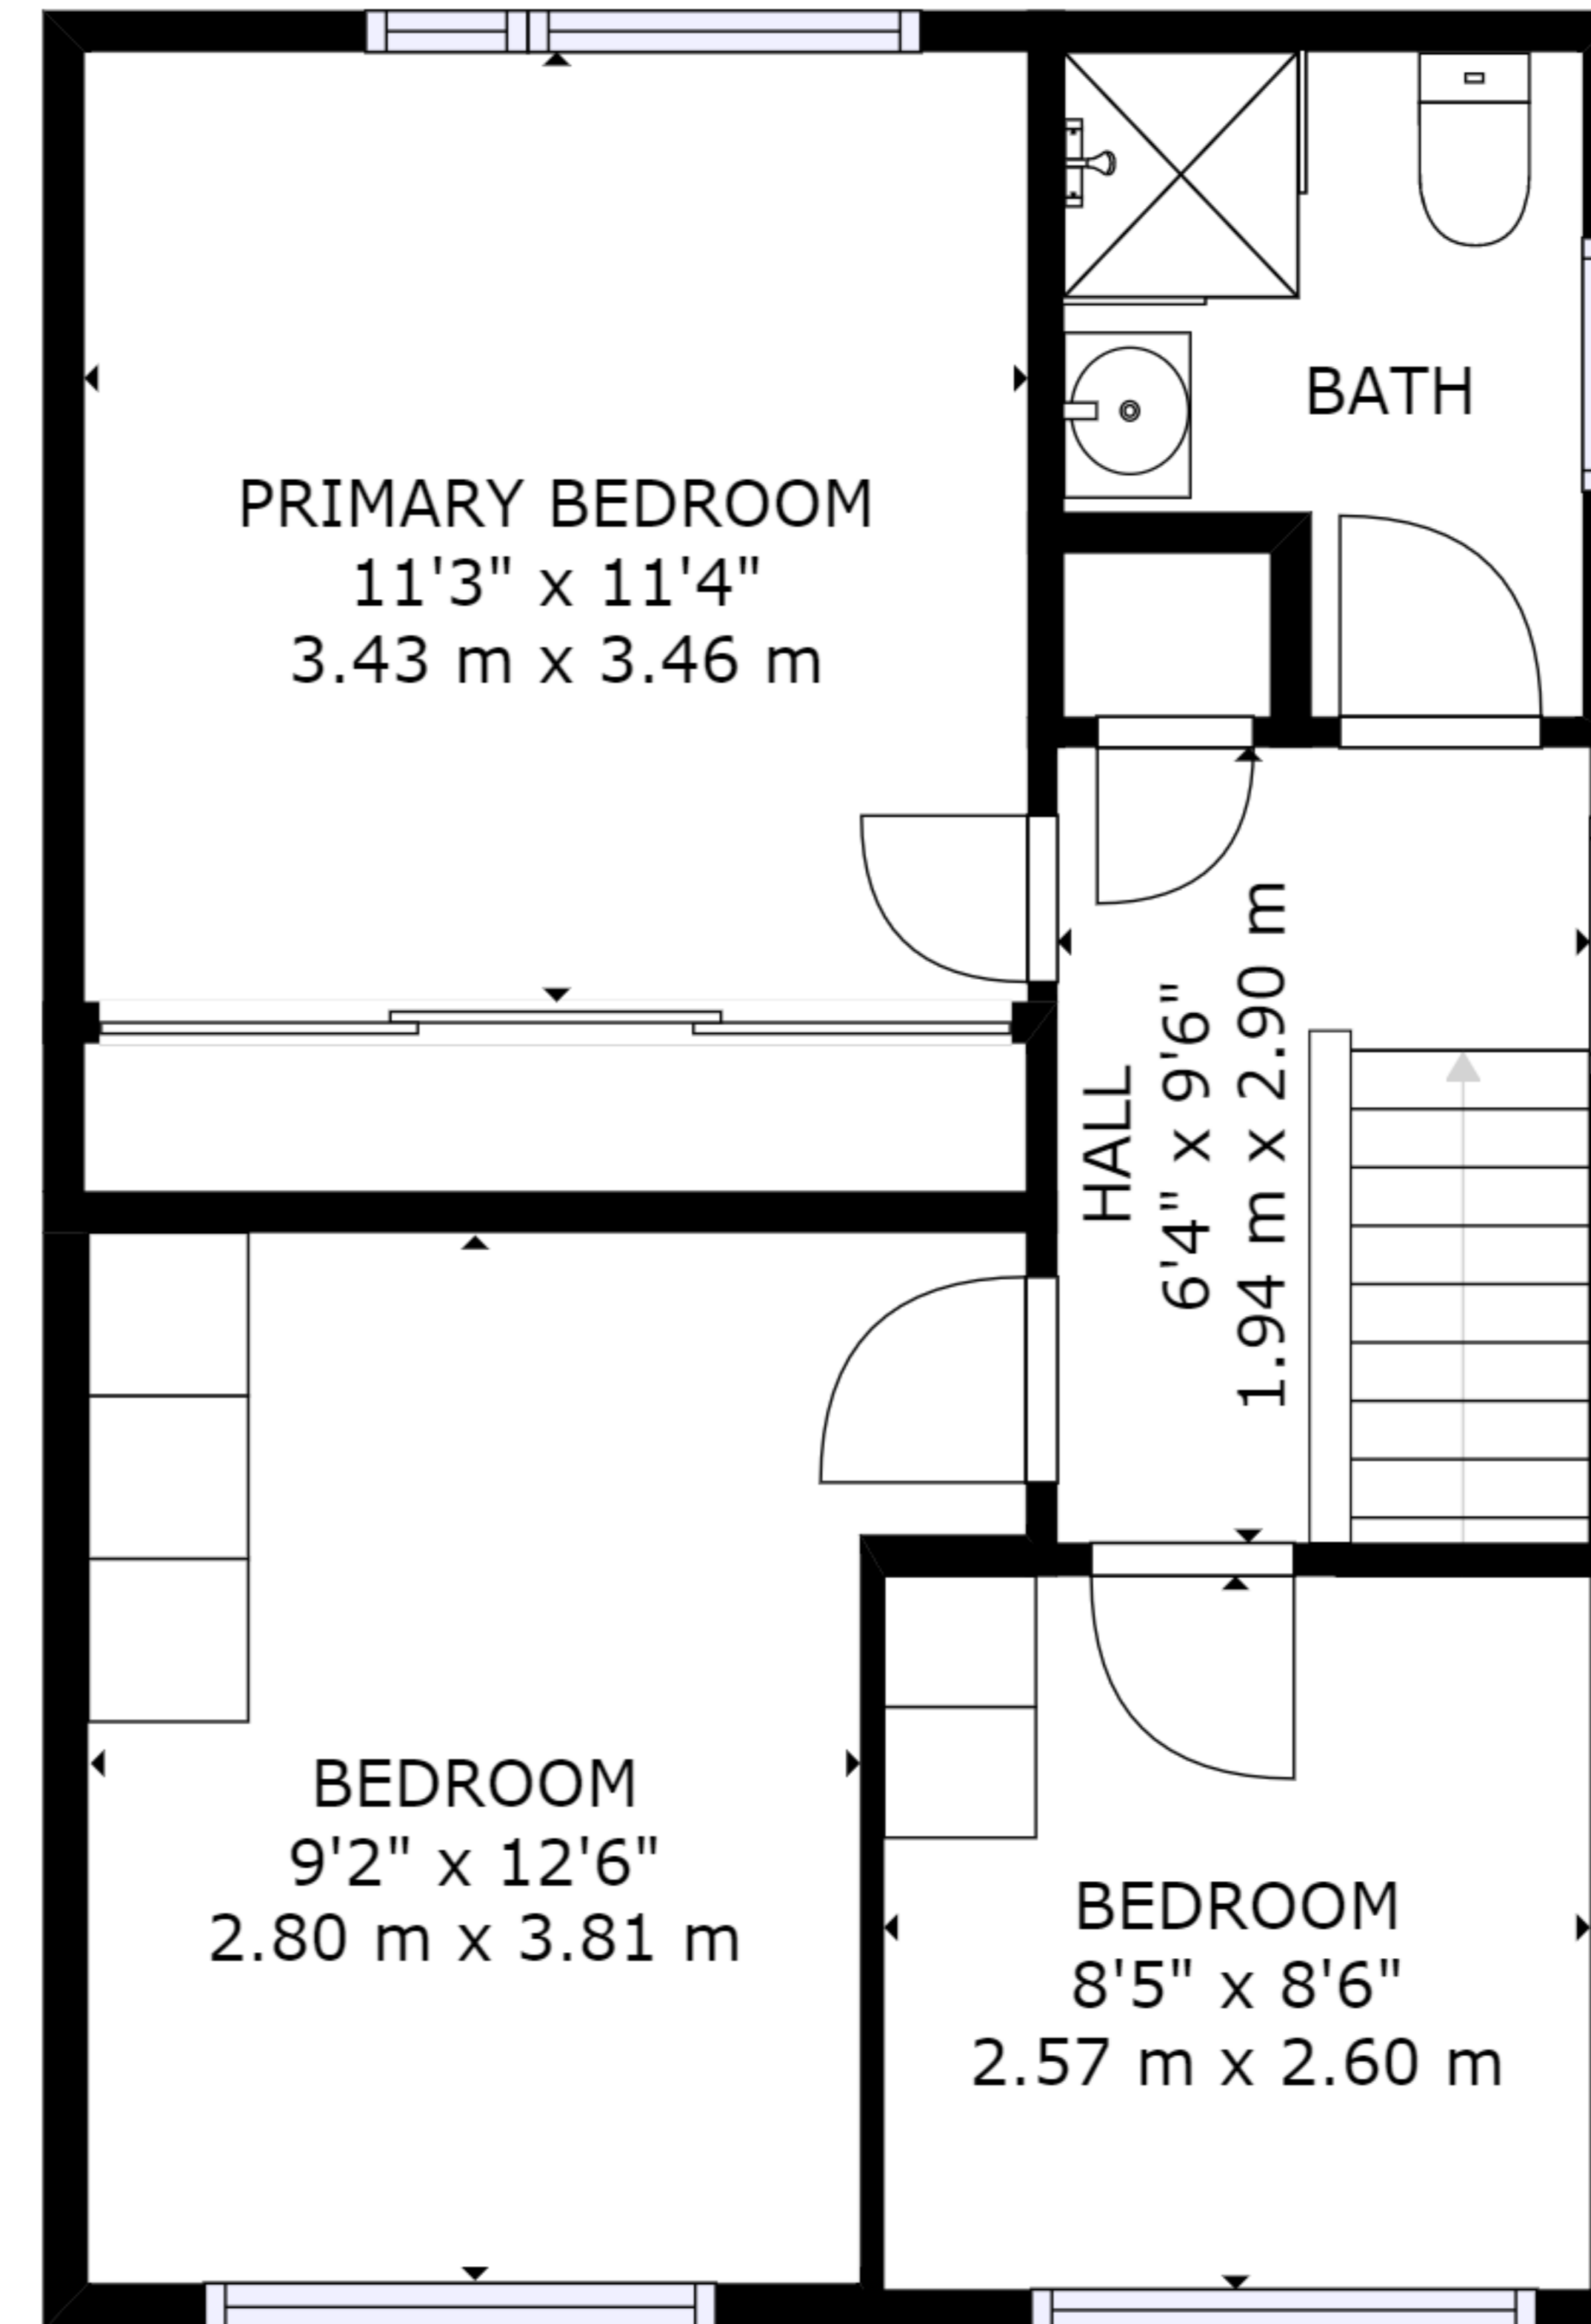 BATH
PRIMARY BEDROOM
11'3" x 11'4"
3.43 m x 3.46 m
HALL
6'4" x 9'6"
1.94 m x 2.90 m
BEDROOM
9'2" x 12'6"
2.80 m x 3.81 m
BEDROOM
8'5" x 8'6"
2.57 m x 2.60 m